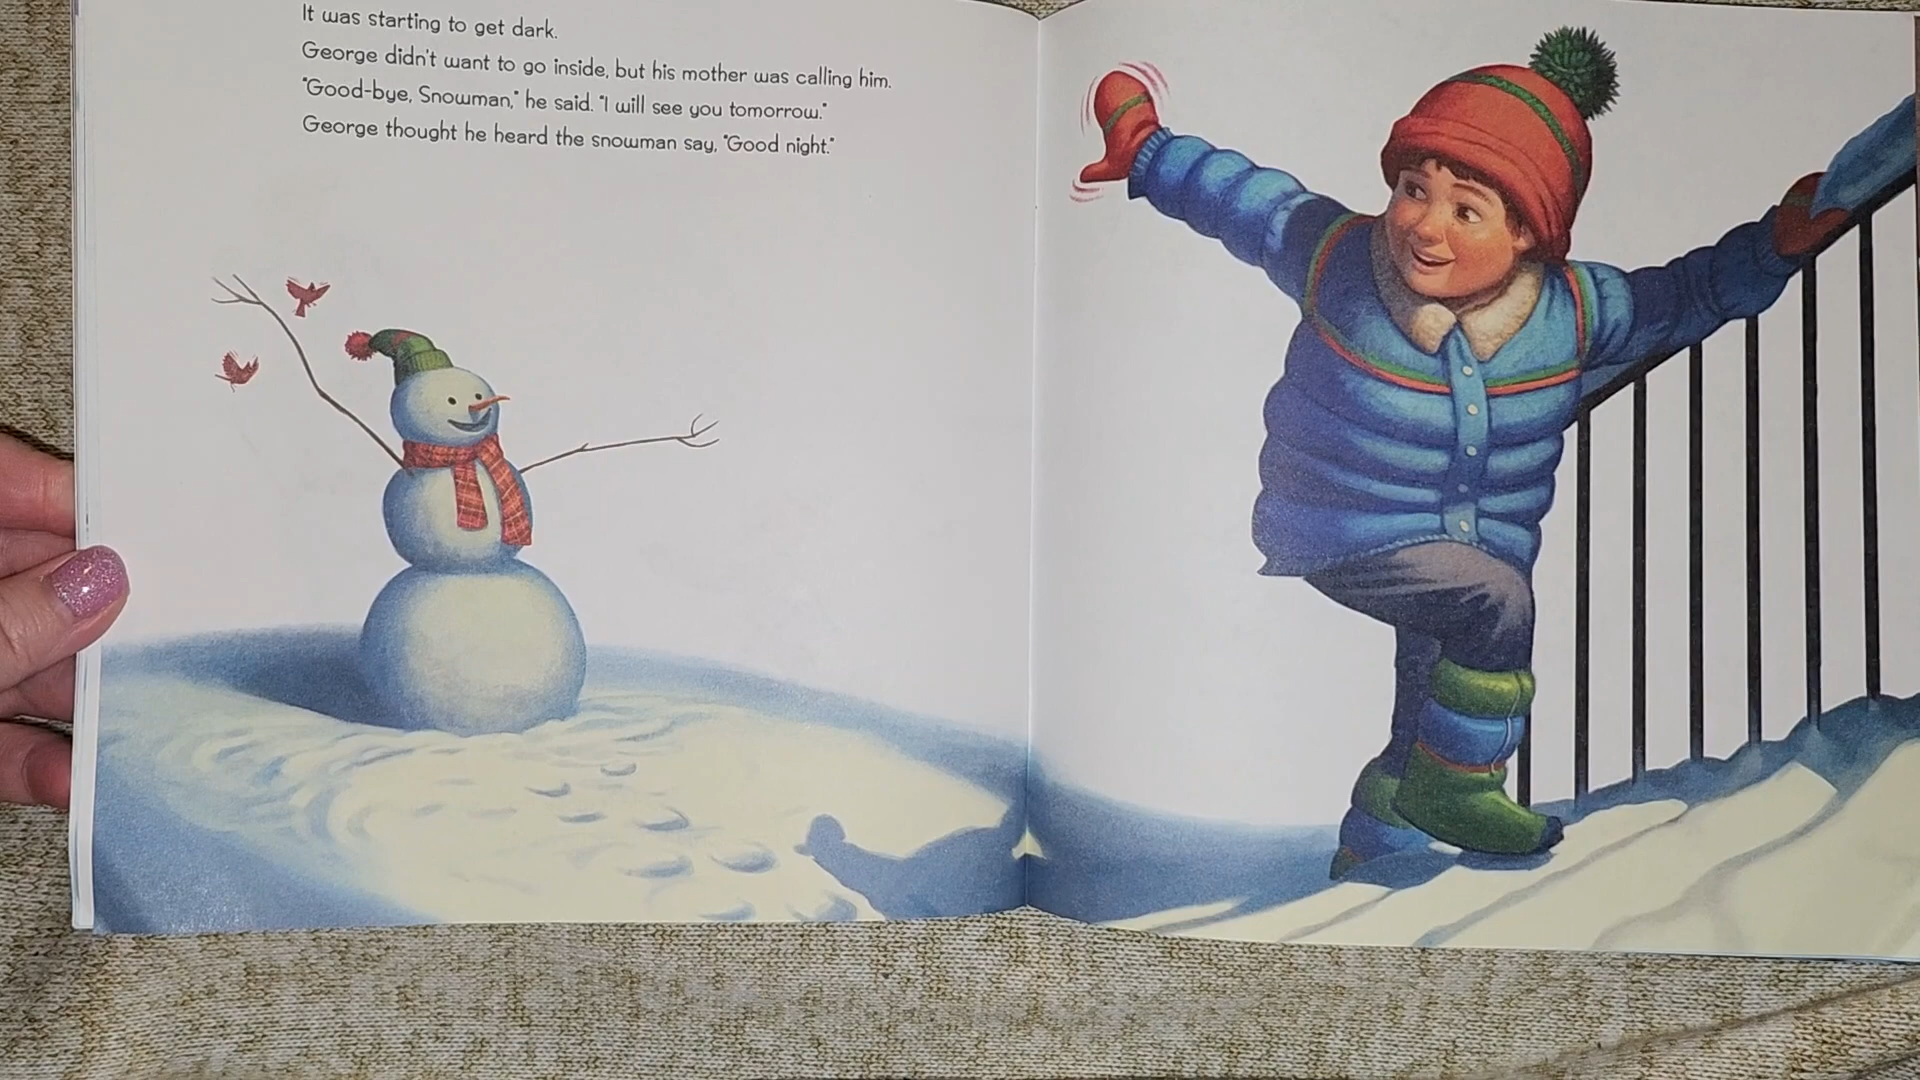 It was starting to get dark.
George didn't want to go inside, but his mother was calling him.
"Good-bye, Snowman," he said. "I will see you tomorrow."
George thought he heard the snowman say, "Good night."